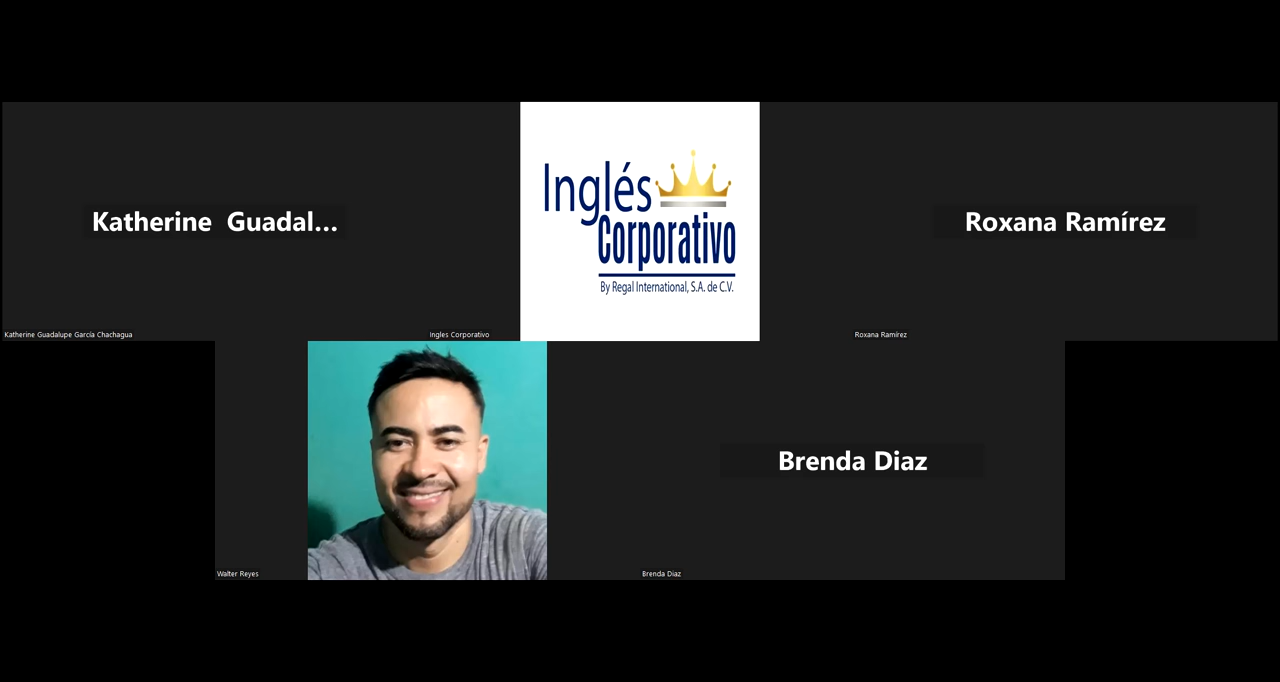 Katherine Guadal...
Katherine Guadalupe García Chachagua
Inglés
Corporativo
By Regal International, S.A. de C.V.
Ingles Corporativo
Roxana Ramírez
Roxana Ramírez
Walter Reyes
Brenda Diaz
Brenda Diaz